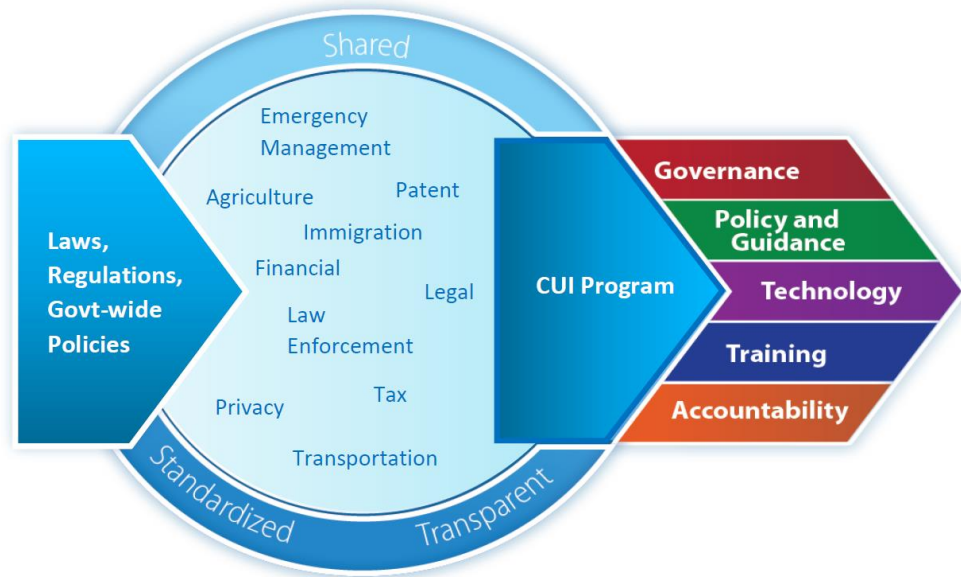 Shared
Emergency
Management
Agriculture
Patent
Immigration
Financial
Legal
Law
Enforcement
Privacy
Tax
Transportation
Standardized
Transparent
Laws,
Regulations,
Govt-wide
Policies
CUI Program
Governance
Policy and
Guidance
Technology
Training
Accountability